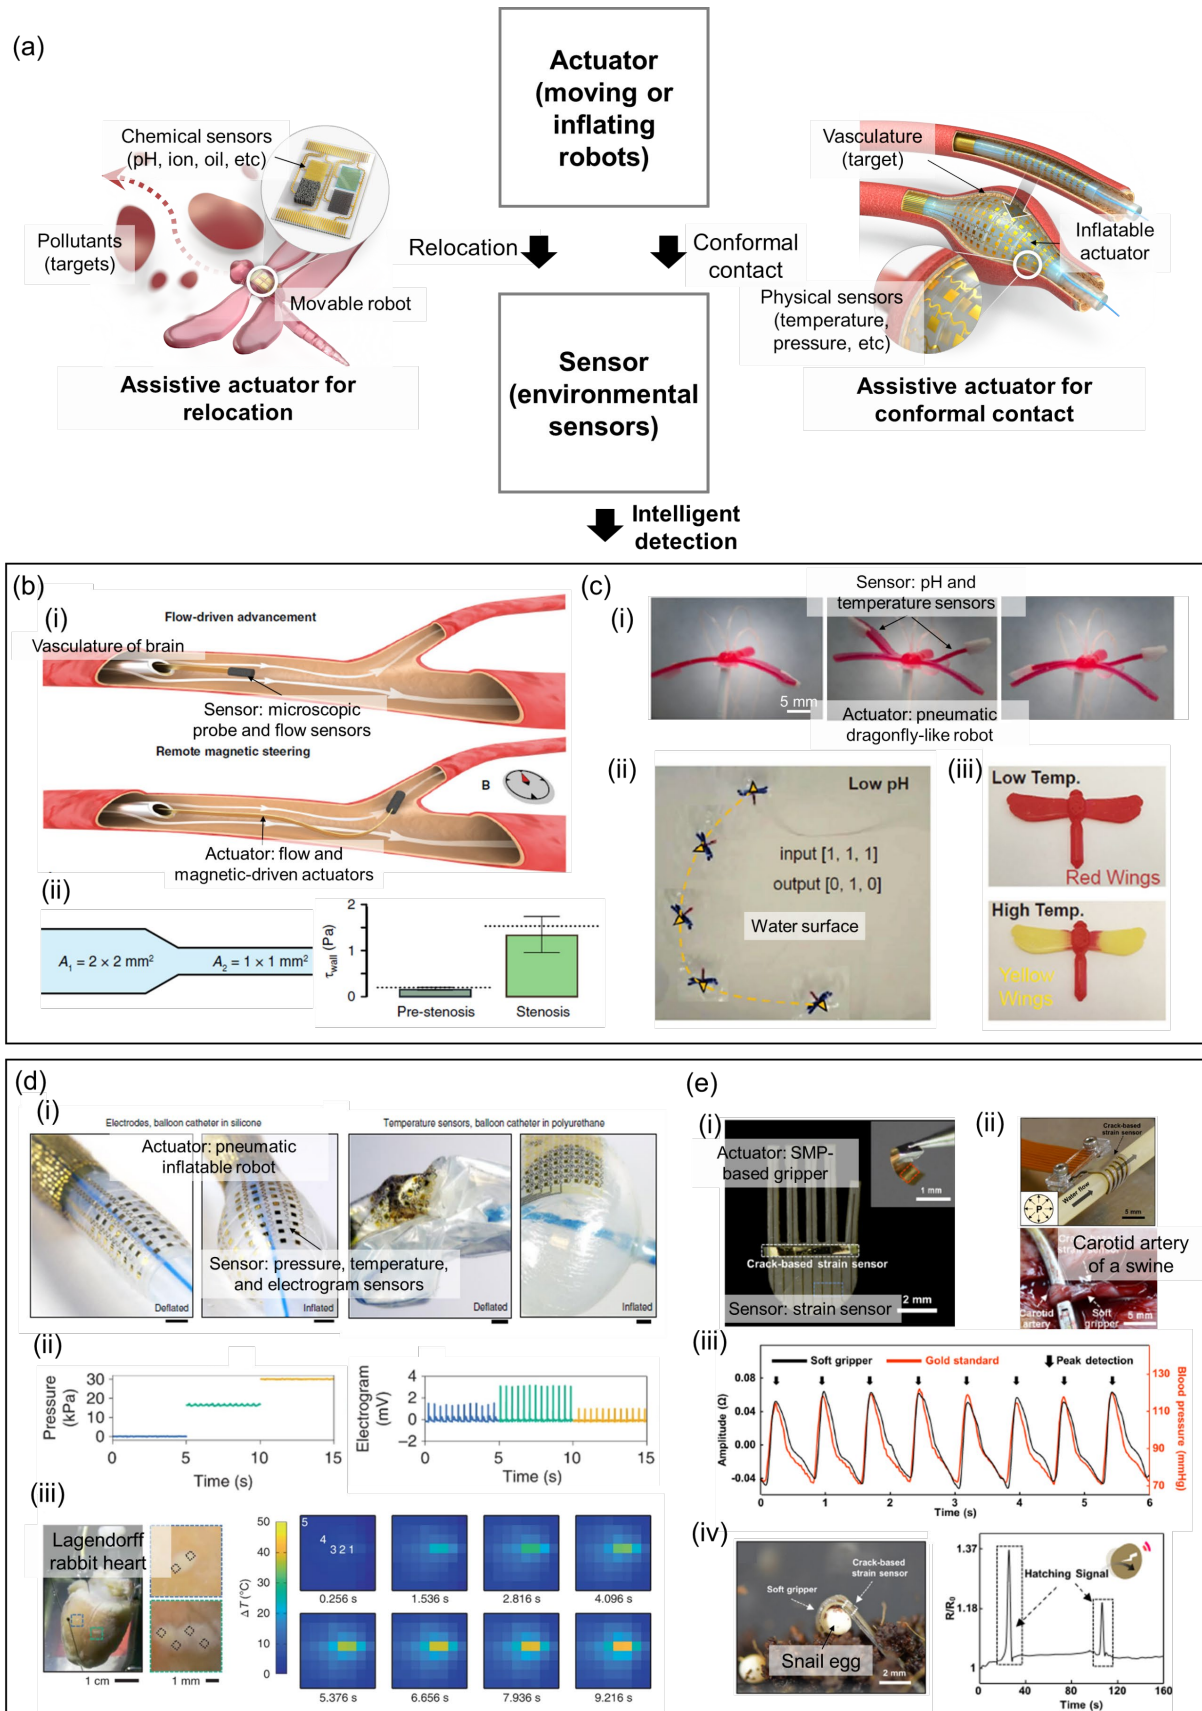 (a)
Actuator
(moving or
inflating
robots)
Chemical sensors
(pH, ion, oil, etc)
Pollutants
(targets)
Movable robot
Assistive actuator for
relocation
Relocation
Conformal
contact
Vasculature
(target)
Inflatable
actuator
Physical sensors
(temperature,
pressure, etc)
Assistive actuator for
conformal contact
Sensor
(environmental
sensors)
Intelligent
detection
(b)
(i)
Flow-driven advancement
Vasculature of brain
Sensor: microscopic
probe and flow sensors
Remote magnetic steering
B
Actuator: flow and
magnetic-driven actuators
(ii)
A1 = 2 × 2 mm²
A2 = 1 × 1 mm²
τwall (Pa)
2
1
0
Pre-stenosis
Stenosis
(c)
(i)
Sensor: pH and
temperature sensors
5 mm
Actuator: pneumatic
dragonfly-like robot
(ii)
Low pH
input [1, 1, 1]
output [0, 1, 0]
Water surface
(iii)
Low Temp.
Red Wings
High Temp.
Yellow
Wings
(d)
(i)
Electrodes, balloon catheter in silicone
Temperature sensors, balloon catheter in polyurethane
Actuator: pneumatic
inflatable robot
Sensor: pressure, temperature,
and electrogram sensors
Deflated
Inflated
Deflated
Inflated
(ii)
Pressure
(kPa)
30
20
10
0
0
5
10
15
Time (s)
Electrogram
(mV)
4
2
0
−2
0
5
10
15
Time (s)
(iii)
Lagendorff
rabbit heart
1 cm
1 mm
ΔT (°C)
50
40
30
20
10
0
5
4
3 2 1
0.256 s
1.536 s
2.816 s
4.096 s
5.376 s
6.656 s
7.936 s
9.216 s
(e)
(i)
Actuator: SMP-
based gripper
1 mm
Crack-based strain sensor
Sensor: strain sensor
2 mm
(ii)
Crack-based
strain sensor
Water flow
P
5 mm
Carotid artery
of a swine
Carotid
artery
Soft
gripper
5 mm
(iii)
Soft gripper
Gold standard
Peak detection
Amplitude (Ω)
0.08
0.04
0.00
-0.04
0
1
2
3
4
5
6
Time (s)
Blood pressure (mmHg)
130
110
90
70
(iv)
Soft gripper
Crack-based
strain sensor
Snail egg
2 mm
R/R0
1.37
1.18
1
Hatching Signal
0
40
80
120
160
Time (s)